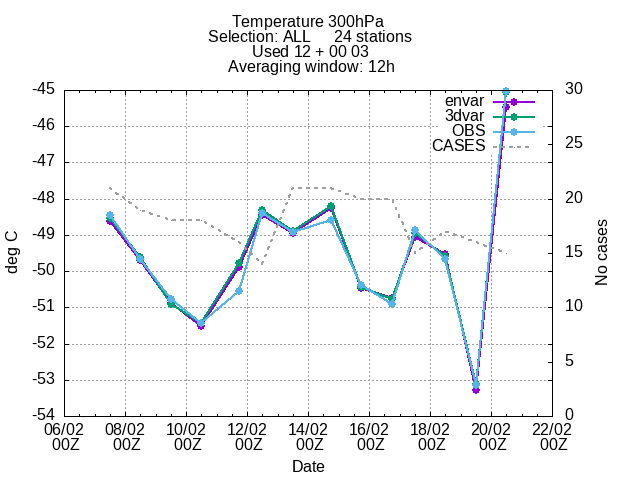 Temperature 300hPa
Selection: ALL 24 stations
Used 12 + 00 03
Averaging window: 12h
envar
3dvar
OBS
CASES
-45
-46
-47
-48
-49
-50
-51
-52
-53
-54
deg C
30
25
20
15
10
5
0
No cases
06/02 08/02 10/02 12/02 14/02 16/02 18/02 20/02 22/02
00Z 00Z 00Z 00Z 00Z 00Z 00Z 00Z 00Z
Date